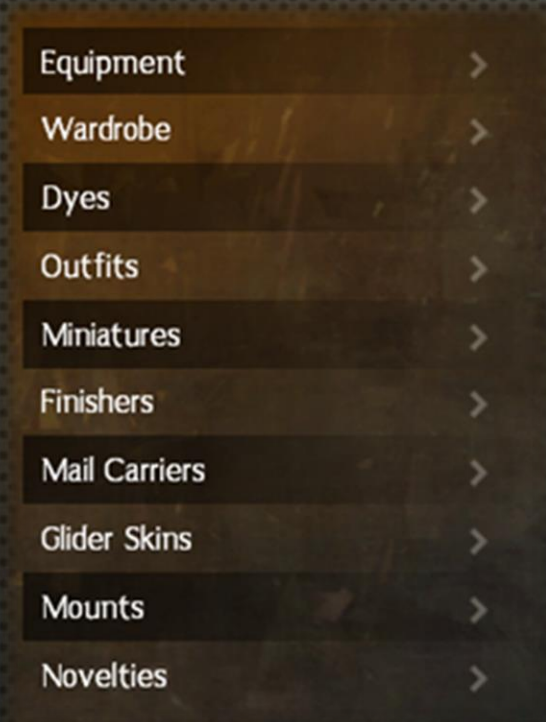 Equipment
Wardrobe
Dyes
Outfits
Miniatures
Finishers
Mail Carriers
Glider Skins
Mounts
Novelties